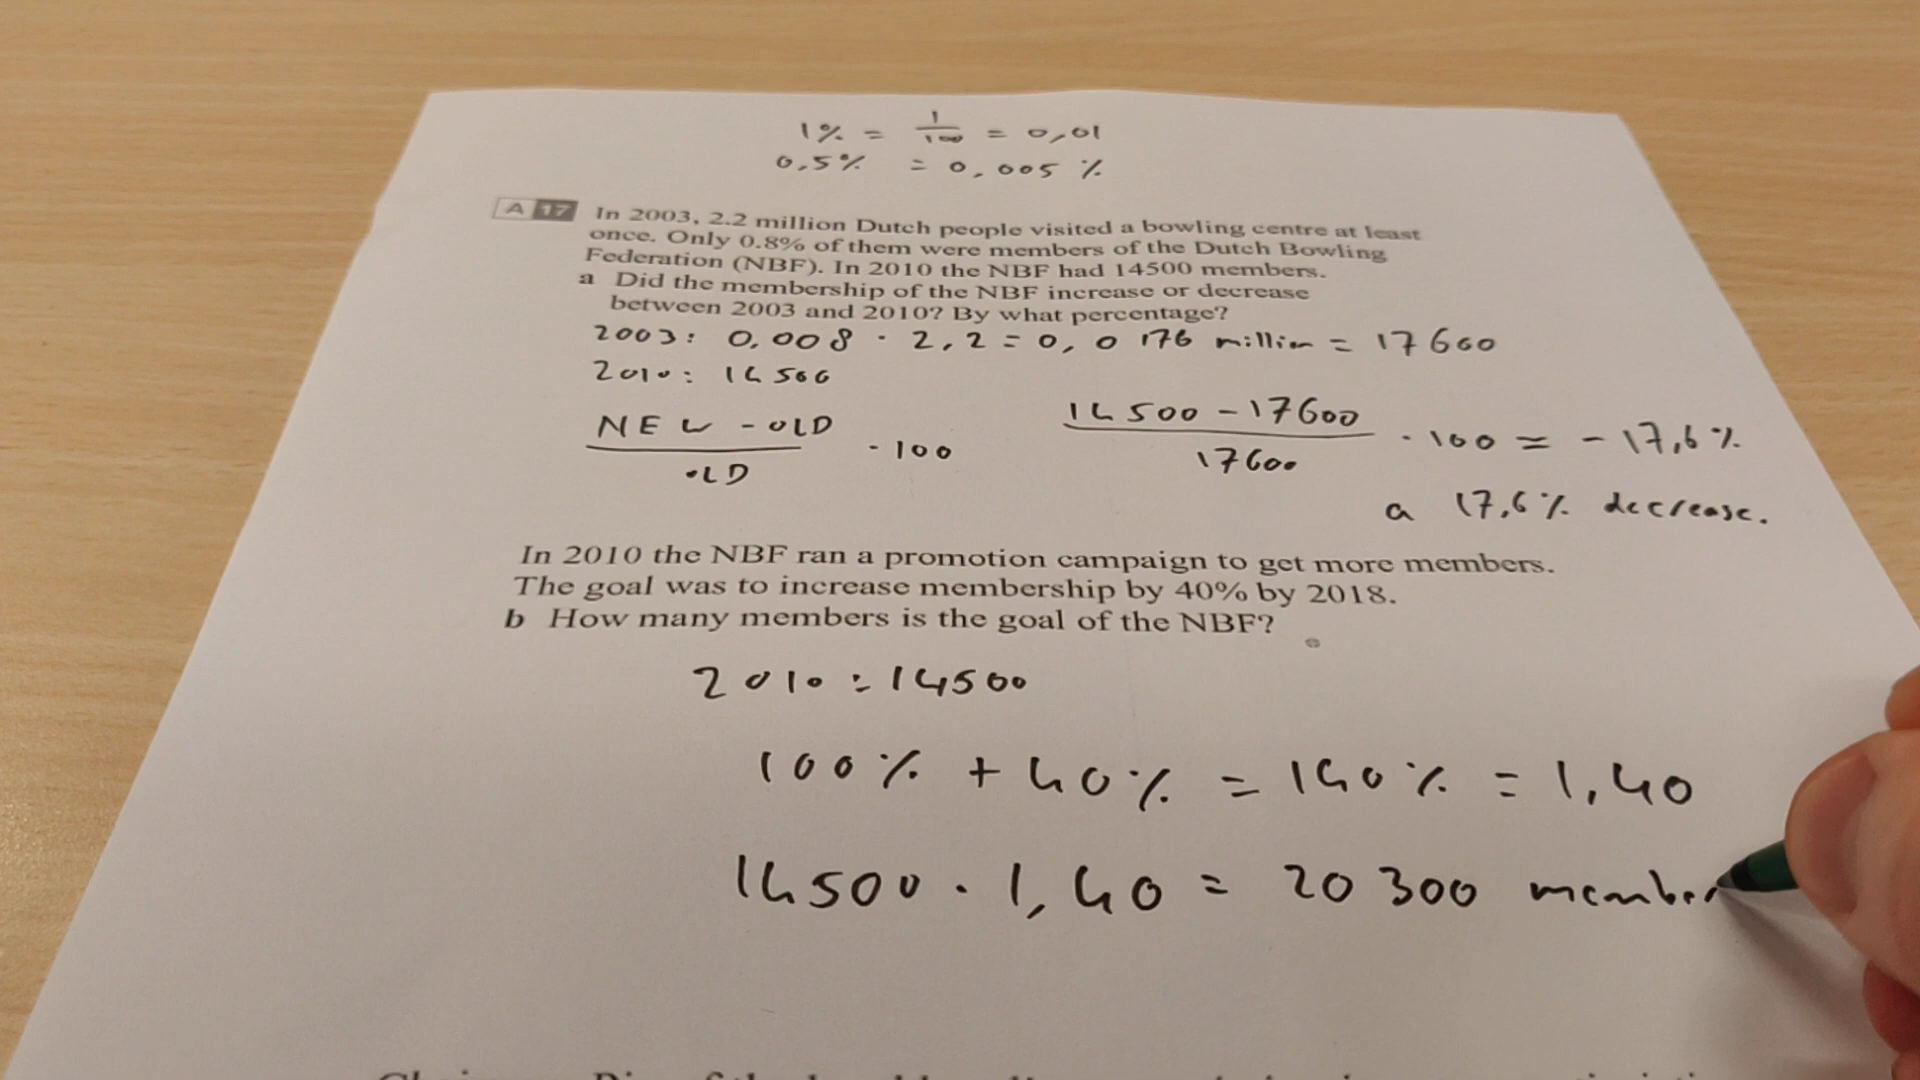 1% = 1/100 = 0,01
0,5% = 0,005 %
A 17 In 2003, 2.2 million Dutch people visited a bowling centre at least
once. Only 0.8% of them were members of the Dutch Bowling
Federation (NBF). In 2010 the NBF had 14500 members.
a Did the membership of the NBF increase or decrease
between 2003 and 2010? By what percentage?
2003: 0,008 · 2,2 = 0,0176 million = 17600
2010: 14500
NEW - OLD / OLD · 100
14500 - 17600 / 17600 · 100 = - 17,6 %
a 17,6% decrease.
In 2010 the NBF ran a promotion campaign to get more members.
The goal was to increase membership by 40% by 2018.
b How many members is the goal of the NBF?
2010: 14500
100% + 40% = 140% = 1,40
14500 · 1,40 = 20300 member